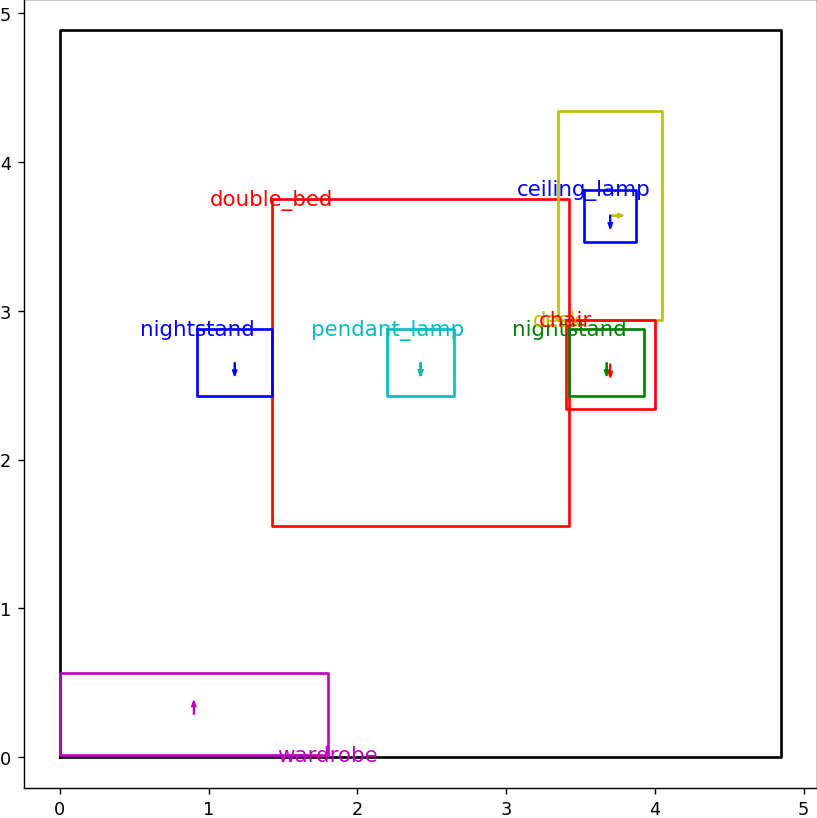 5
ceiling_lamp
4
double_bed
3
chair
nightstand
pendant_lamp
nightstand
2
1
wardrobe
0
0
1
2
3
4
5